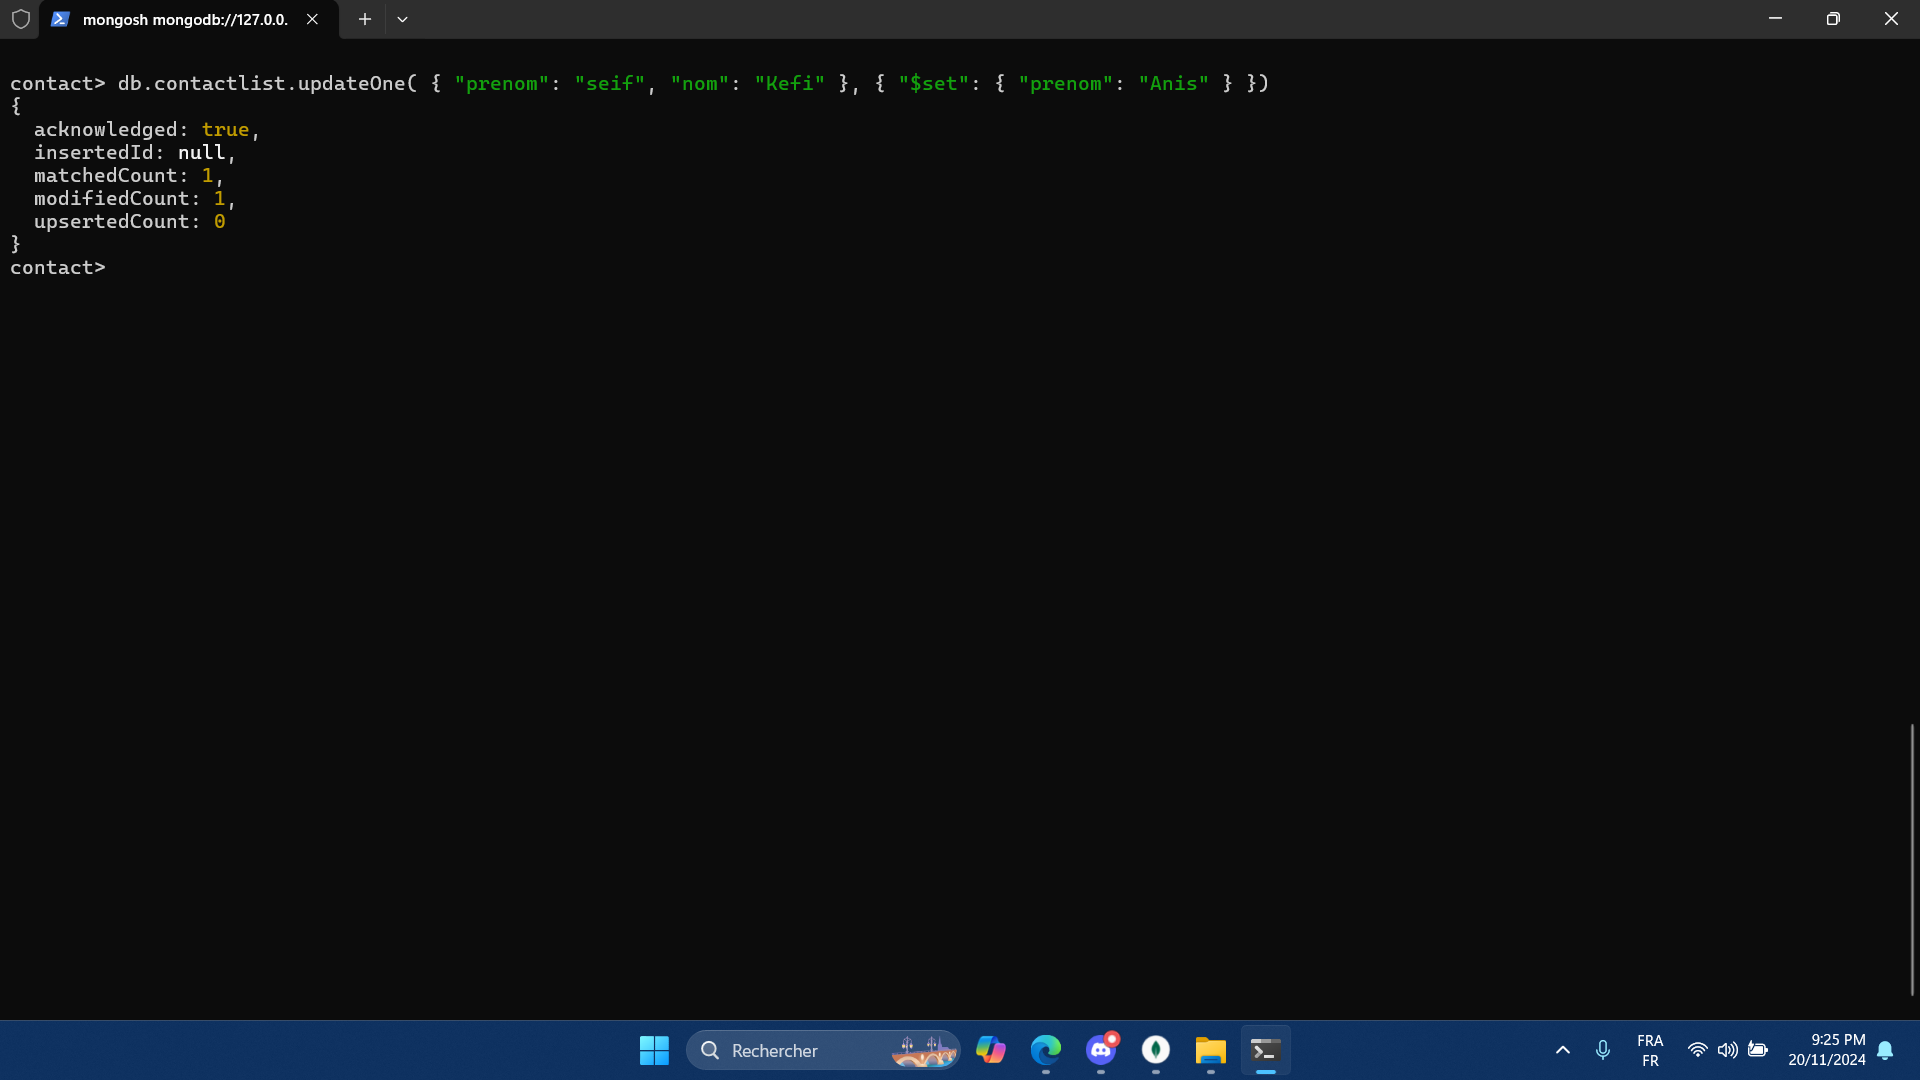 mongosh mongodb://127.0.0.
contact> db.contactlist.updateOne( { "prenom": "seif", "nom": "Kefi" }, { "$set": { "prenom": "Anis" } })
{
  acknowledged: true,
  insertedId: null,
  matchedCount: 1,
  modifiedCount: 1,
  upsertedCount: 0
}
contact>
Rechercher
FRA
FR
9:25 PM
20/11/2024